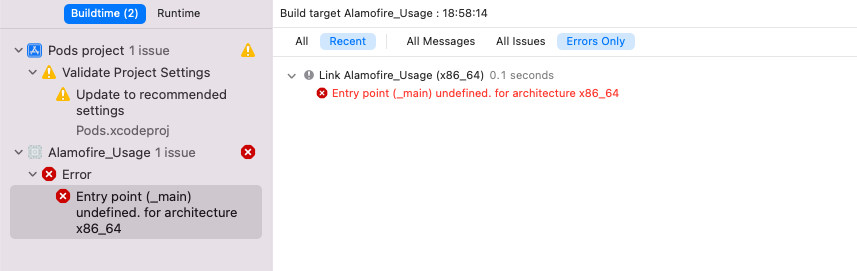 Buildtime (2) Runtime
Pods project 1 issue
Validate Project Settings
Update to recommended
settings
Pods.xcodeproj
Alamofire_Usage 1 issue
Error
Entry point (_main)
undefined. for architecture
x86_64
Build target Alamofire_Usage : 18:58:14
All Recent All Messages All Issues Errors Only
Link Alamofire_Usage (x86_64) 0.1 seconds
Entry point (_main) undefined. for architecture x86_64